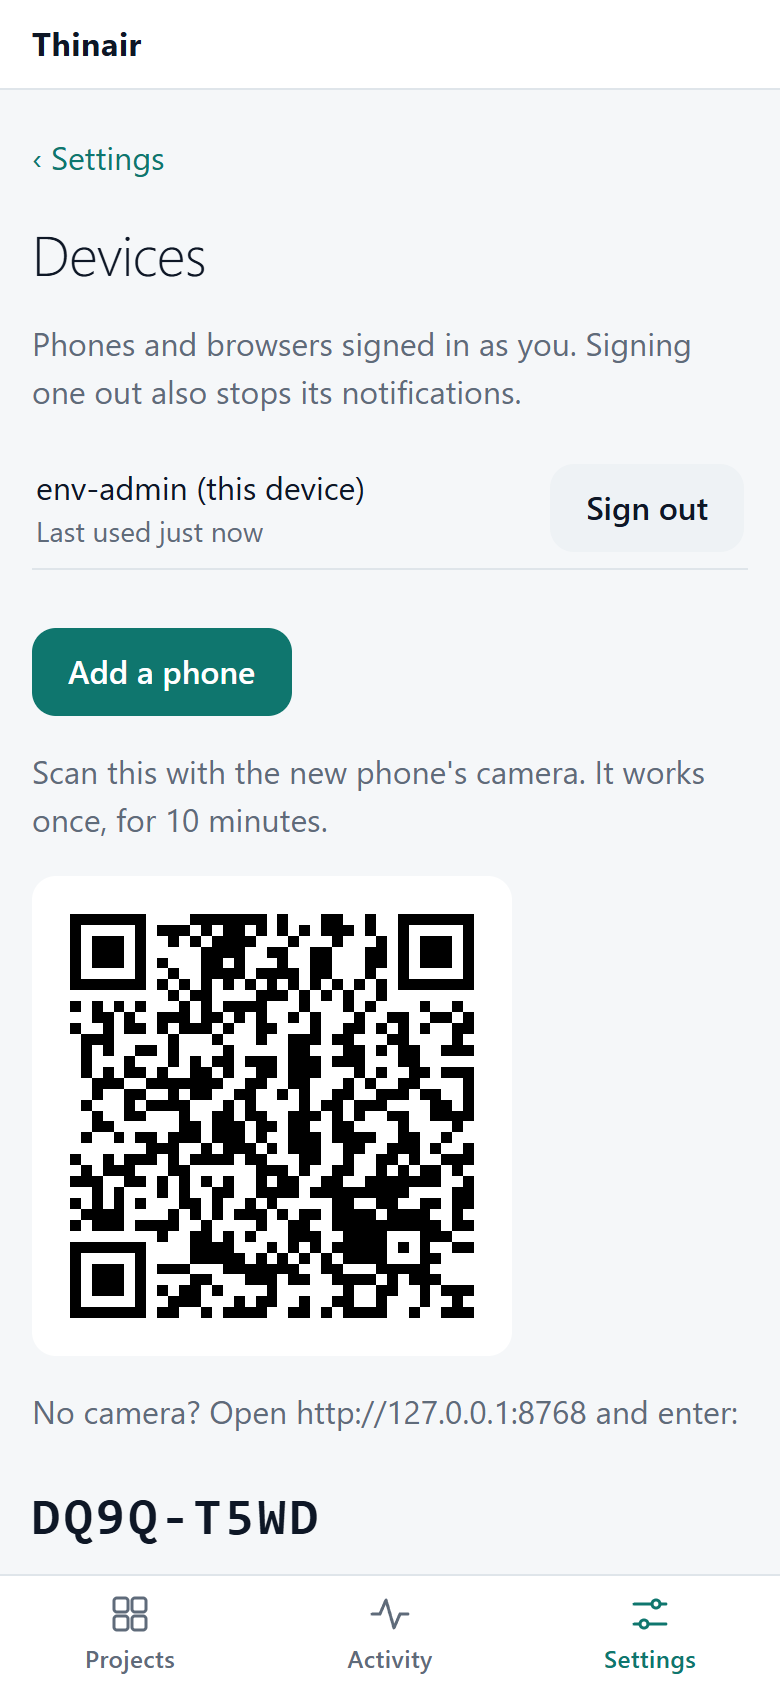 Thinair
‹ Settings
Devices
Phones and browsers signed in as you. Signing
one out also stops its notifications.
env-admin (this device)
Last used just now
Sign out
Add a phone
Scan this with the new phone's camera. It works
once, for 10 minutes.
No camera? Open http://127.0.0.1:8768 and enter:
DQ9Q-T5WD
Projects
Activity
Settings